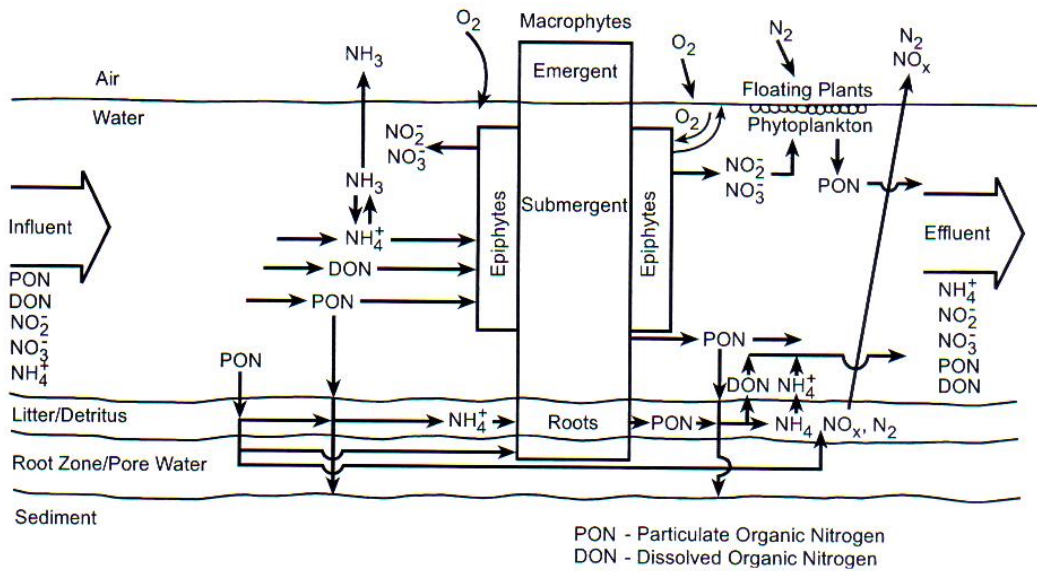 Macrophytes
O2
NH3
Emergent
O2
N2
N2
NOx
Air
Water
Floating Plants
Phytoplankton
O2
NO2-
NO3-
NH3
NO2-
NO3-
PON
Influent
Submergent
Epiphytes
Epiphytes
Effluent
NH4+
DON
PON
PON
DON
NO2-
NO3-
NH4+
NH4+
NO2-
NO3-
PON
DON
PON
PON
DON
NH4+
Litter/Detritus
NH4+
Roots
PON
NH4
NOx, N2
Root Zone/Pore Water
Sediment
PON - Particulate Organic Nitrogen
DON - Dissolved Organic Nitrogen